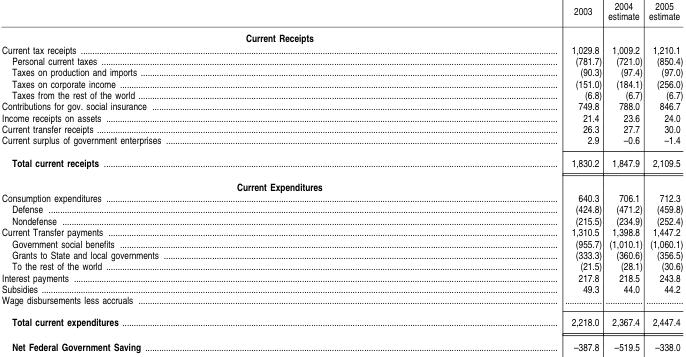 2003 2004 estimate 2005 estimate
Current Receipts
Current tax receipts 1,029.8 1,009.2 1,210.1
Personal current taxes (781.7) (721.0) (850.4)
Taxes on production and imports (90.3) (97.4) (97.0)
Taxes on corporate income (151.0) (184.1) (256.0)
Taxes from the rest of the world (6.8) (6.7) (6.7)
Contributions for gov. social insurance 749.8 788.0 846.7
Income receipts on assets 21.4 23.6 24.0
Current transfer receipts 26.3 27.7 30.0
Current surplus of government enterprises 2.9 –0.6 –1.4
Total current receipts 1,830.2 1,847.9 2,109.5
Current Expenditures
Consumption expenditures 640.3 706.1 712.3
Defense (424.8) (471.2) (459.8)
Nondefense (215.5) (234.9) (252.4)
Current Transfer payments 1,310.5 1,398.8 1,447.2
Government social benefits (955.7) (1,010.1) (1,060.1)
Grants to State and local governments (333.3) (360.6) (356.5)
To the rest of the world (21.5) (28.1) (30.6)
Interest payments 217.8 218.5 243.8
Subsidies 49.3 44.0 44.2
Wage disbursements less accruals
Total current expenditures 2,218.0 2,367.4 2,447.4
Net Federal Government Saving –387.8 –519.5 –338.0